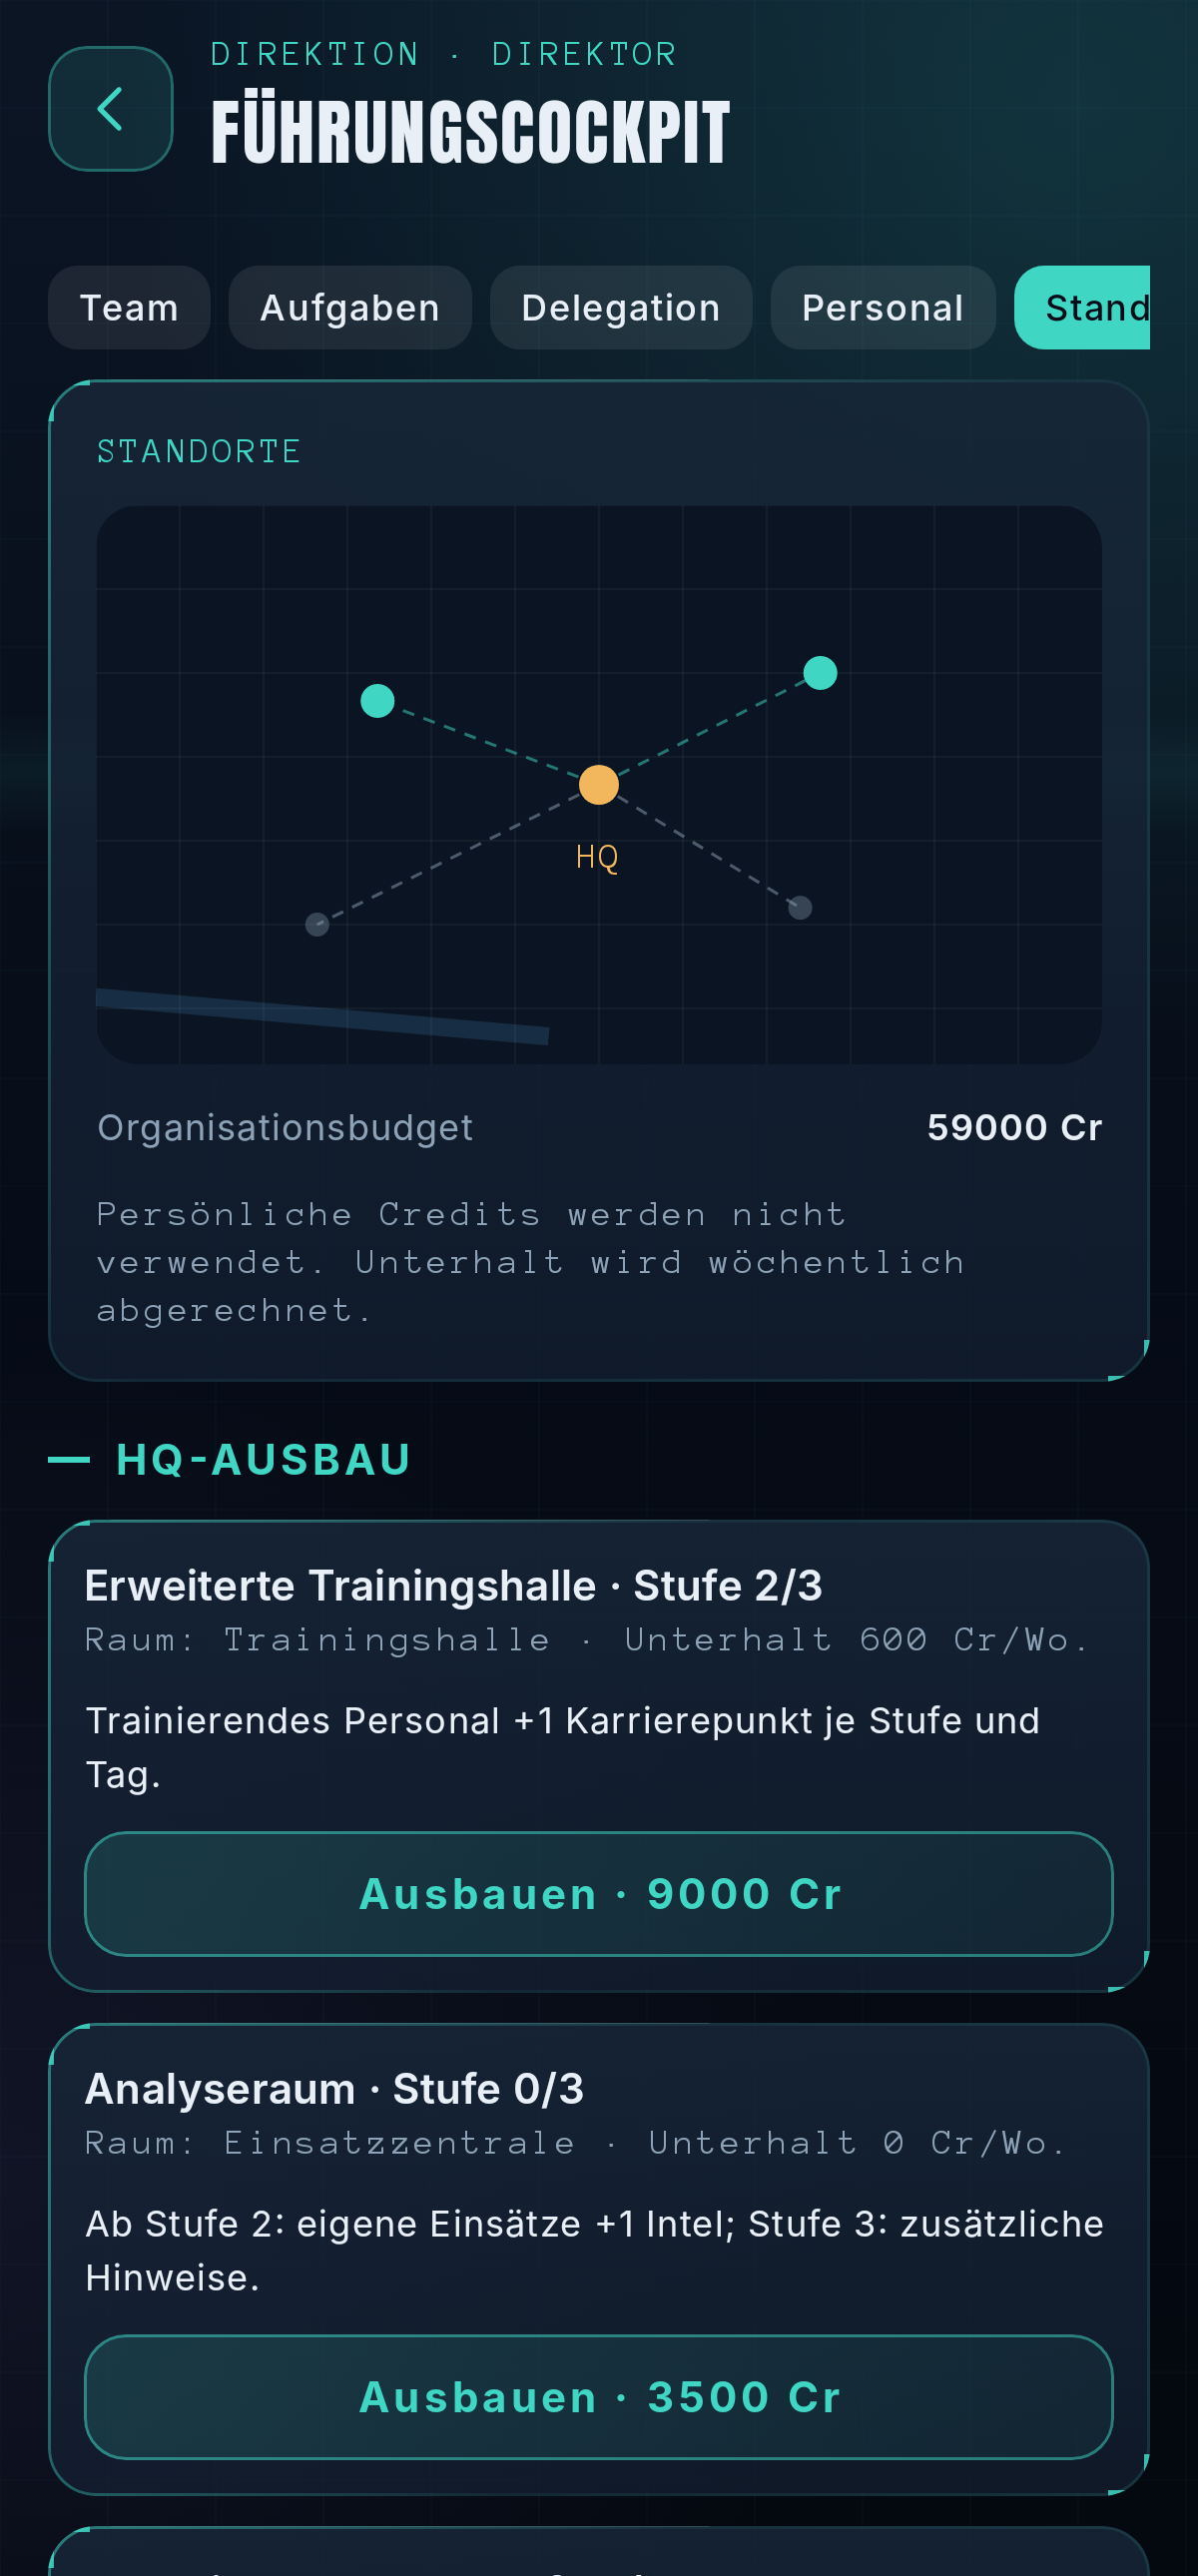 DIREKTION · DIREKTOR
FÜHRUNGSCOCKPIT
Team
Aufgaben
Delegation
Personal
Stand
STANDORTE
HQ
Organisationsbudget
59000 Cr
Persönliche Credits werden nicht
verwendet. Unterhalt wird wöchentlich
abgerechnet.
HQ-AUSBAU
Erweiterte Trainingshalle · Stufe 2/3
Raum: Trainingshalle · Unterhalt 600 Cr/Wo.
Trainierendes Personal +1 Karrierepunkt je Stufe und
Tag.
Ausbauen · 9000 Cr
Analyseraum · Stufe 0/3
Raum: Einsatzzentrale · Unterhalt 0 Cr/Wo.
Ab Stufe 2: eigene Einsätze +1 Intel; Stufe 3: zusätzliche
Hinweise.
Ausbauen · 3500 Cr